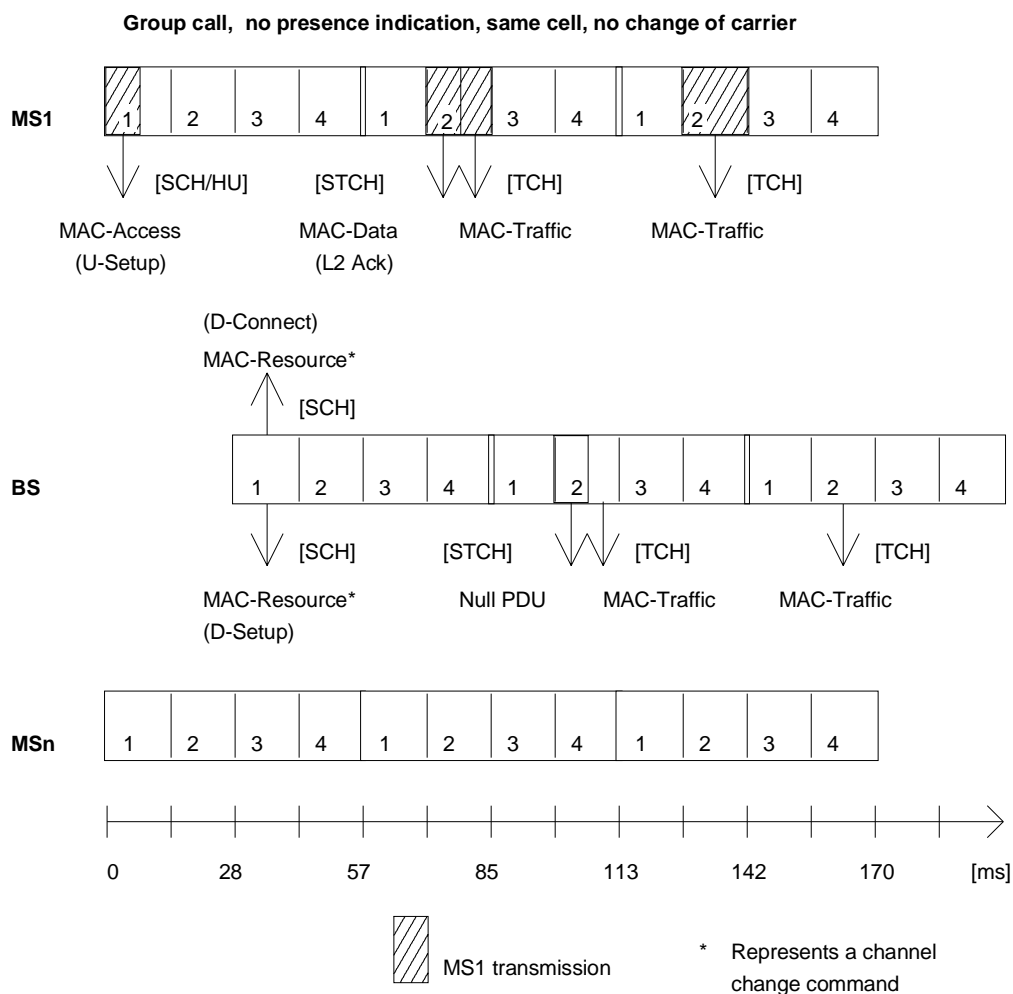 Group call, no presence indication, same cell, no change of carrier
MS1
1 2 3 4 1 2 3 4 1 2 3 4
[SCH/HU] [STCH] [TCH] [TCH]
MAC-Access MAC-Data MAC-Traffic MAC-Traffic
(U-Setup) (L2 Ack)
(D-Connect)
MAC-Resource*
[SCH]
BS
1 2 3 4 1 2 3 4 1 2 3 4
[SCH] [STCH] [TCH] [TCH]
MAC-Resource* Null PDU MAC-Traffic MAC-Traffic
(D-Setup)
MSn
1 2 3 4 1 2 3 4 1 2 3 4
0 28 57 85 113 142 170 [ms]
MS1 transmission
* Represents a channel
change command